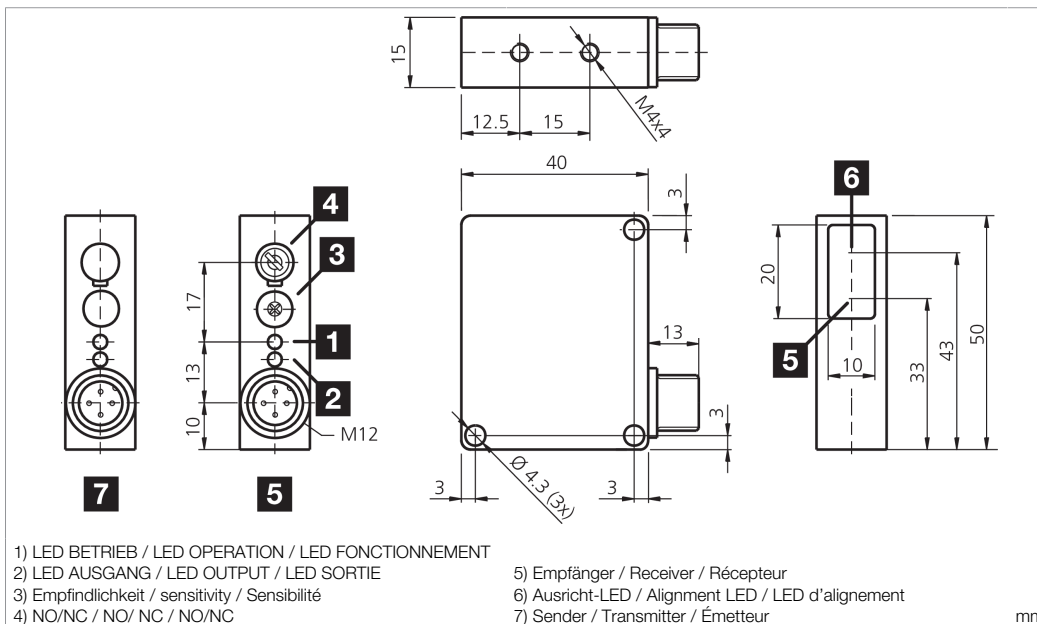 15
12.5
15
M4x4
40
3
4
6
3
17
20
13
1
5
10
43
33
50
13
2
10
M12
3
7
5
3
Ø 4.3 (3x)
3
1) LED BETRIEB / LED OPERATION / LED FONCTIONNEMENT
2) LED AUSGANG / LED OUTPUT / LED SORTIE
3) Empfindlichkeit / sensitivity / Sensibilité
4) NO/NC / NO/ NC / NO/NC
5) Empfänger / Receiver / Récepteur
6) Ausricht-LED / Alignment LED / LED d'alignement
7) Sender / Transmitter / Émetteur